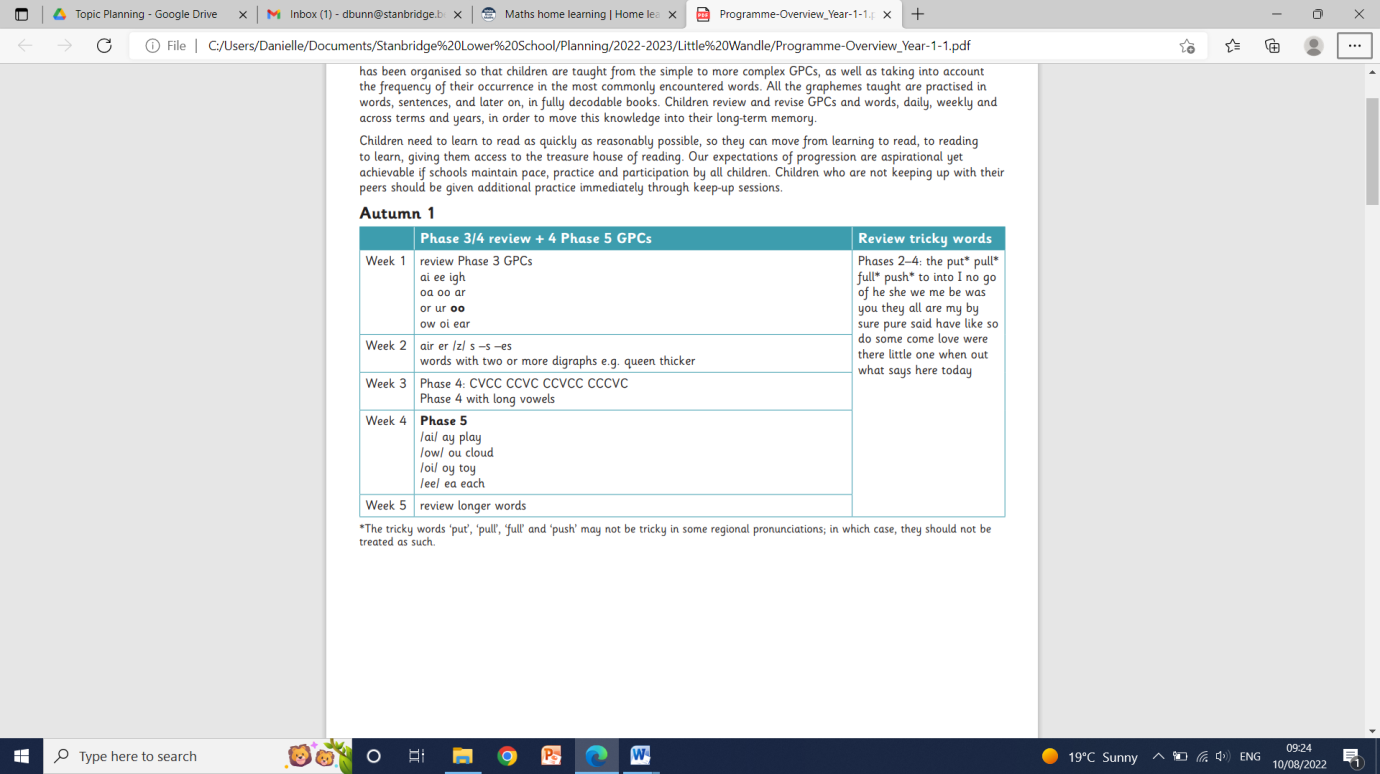 Topic Planning - Google Drive
Inbox (1) - dbunn@stanbridge.b
Maths home learning | Home lea
Programme-Overview_Year-1-1.p
File | C:/Users/Danielle/Documents/Stanbridge%20Lower%20School/Planning/2022-2023/Little%20Wandle/Programme-Overview_Year-1-1.pdf
has been organised so that children are taught from the simple to more complex GPCs, as well as taking into account
the frequency of their occurrence in the most commonly encountered words. All the graphemes taught are practised in
words, sentences, and later on, in fully decodable books. Children review and revise GPCs and words, daily, weekly and
across terms and years, in order to move this knowledge into their long-term memory.
Children need to learn to read as quickly as reasonably possible, so they can move from learning to read, to reading
to learn, giving them access to the treasure house of reading. Our expectations of progression are aspirational yet
achievable if schools maintain pace, practice and participation by all children. Children who are not keeping up with their
peers should be given additional practice immediately through keep-up sessions.
Autumn 1
Phase 3/4 review + 4 Phase 5 GPCs
Review tricky words
Week 1
review Phase 3 GPCs
ai ee igh
oa oo ar
or ur oo
ow oi ear
Phases 2–4: the put* pull*
full* push* to into I no go
of he she we me be was
you they all are my by
sure pure said have like so
do some come love were
there little one when out
what says here today
Week 2
air er /z/ s –s –es
words with two or more digraphs e.g. queen thicker
Week 3
Phase 4: CVCC CCVC CCVCC CCCVC
Phase 4 with long vowels
Week 4
Phase 5
/ai/ ay play
/ow/ ou cloud
/oi/ oy toy
/ee/ ea each
Week 5
review longer words
*The tricky words ‘put’, ‘pull’, ‘full’ and ‘push’ may not be tricky in some regional pronunciations; in which case, they should not be
treated as such.
Type here to search
19°C Sunny
ENG
09:24
10/08/2022
1